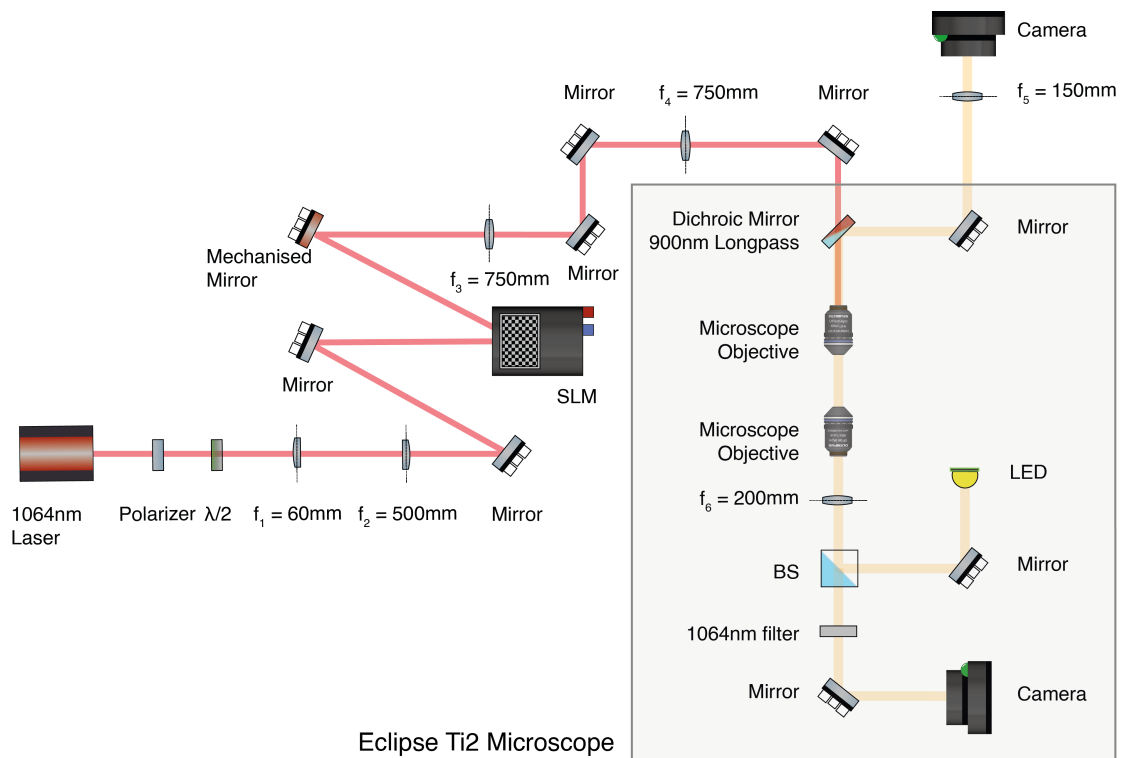 Camera
f5 = 150mm
Mirror
f4 = 750mm
Mirror
Dichroic Mirror
900nm Longpass
Mirror
Mechanised
Mirror
f3 = 750mm
Mirror
Microscope
Objective
Mirror
SLM
Microscope
Objective
LED
f6 = 200mm
1064nm
Laser
Polarizer
λ/2
f1 = 60mm
f2 = 500mm
Mirror
BS
Mirror
1064nm filter
Mirror
Camera
Eclipse Ti2 Microscope